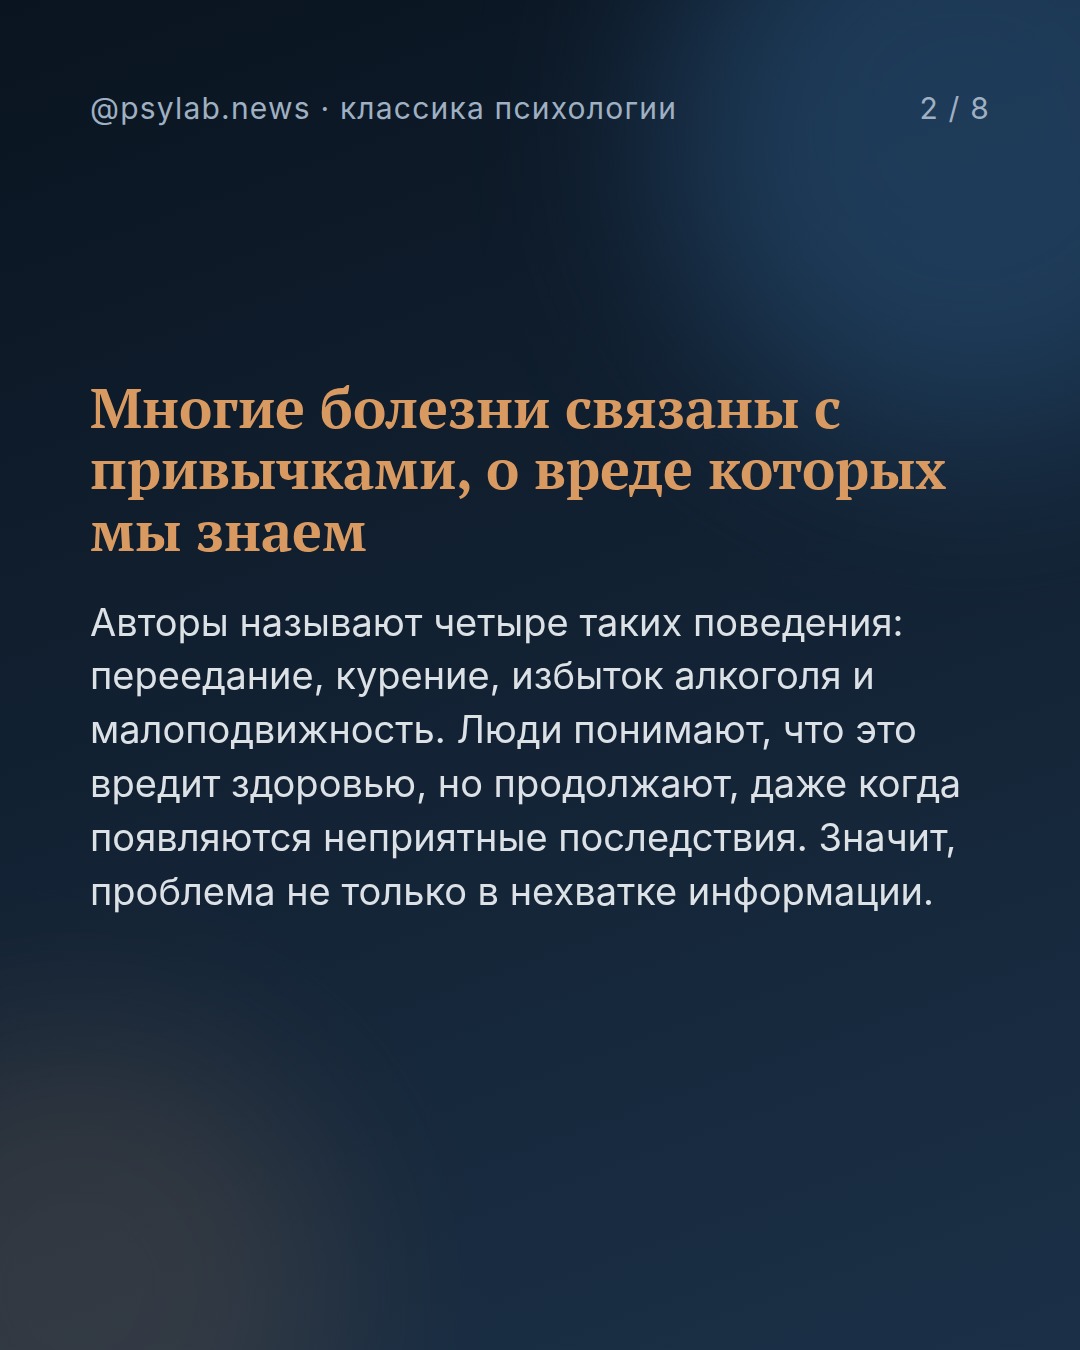 @psylab.news · классика психологии 2 / 8
Многие болезни связаны с
привычками, о вреде которых
мы знаем
Авторы называют четыре таких поведения:
переедание, курение, избыток алкоголя и
малоподвижность. Люди понимают, что это
вредит здоровью, но продолжают, даже когда
появляются неприятные последствия. Значит,
проблема не только в нехватке информации.